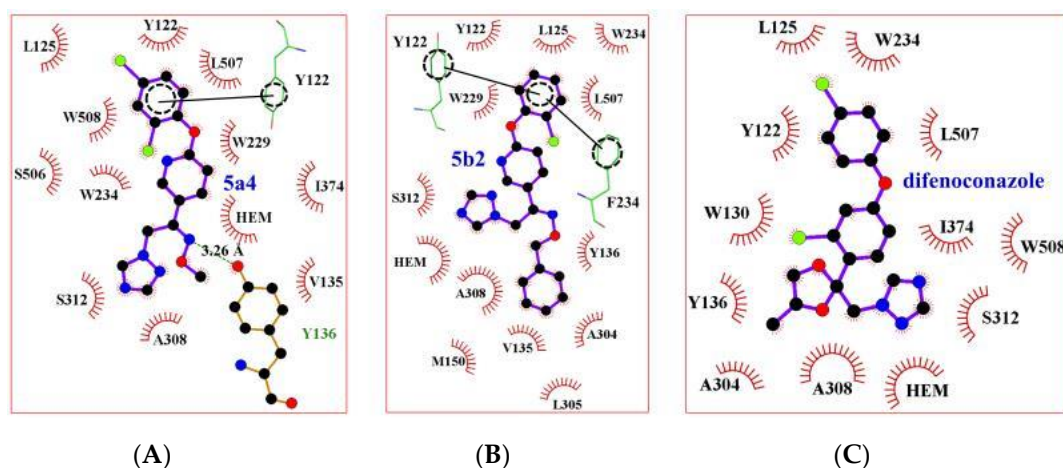 Y122
L125
L507
Y122
W508
W229
S506
W234
5a4
I374
HEM
3.26 Å
V135
S312
A308
Y136
(A)
Y122
Y122
L125
W234
W229
L507
5b2
S312
F234
HEM
Y136
A308
A304
V135
M150
L305
(B)
L125
W234
Y122
L507
difenoconazole
W130
I374
W508
Y136
S312
A304
A308
HEM
(C)